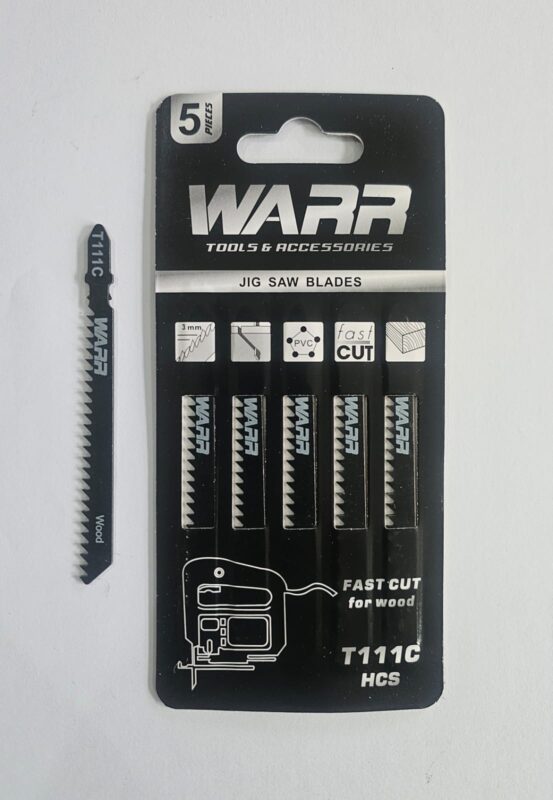 5 PIECES
WARR
TOOLS & ACCESSORIES
JIG SAW BLADES
3 mm
PVC
fast
CUT
T111C
WARR
Wood
WARR
WARR
WARR
WARR
WARR
FAST CUT
for wood
T111C
HCS